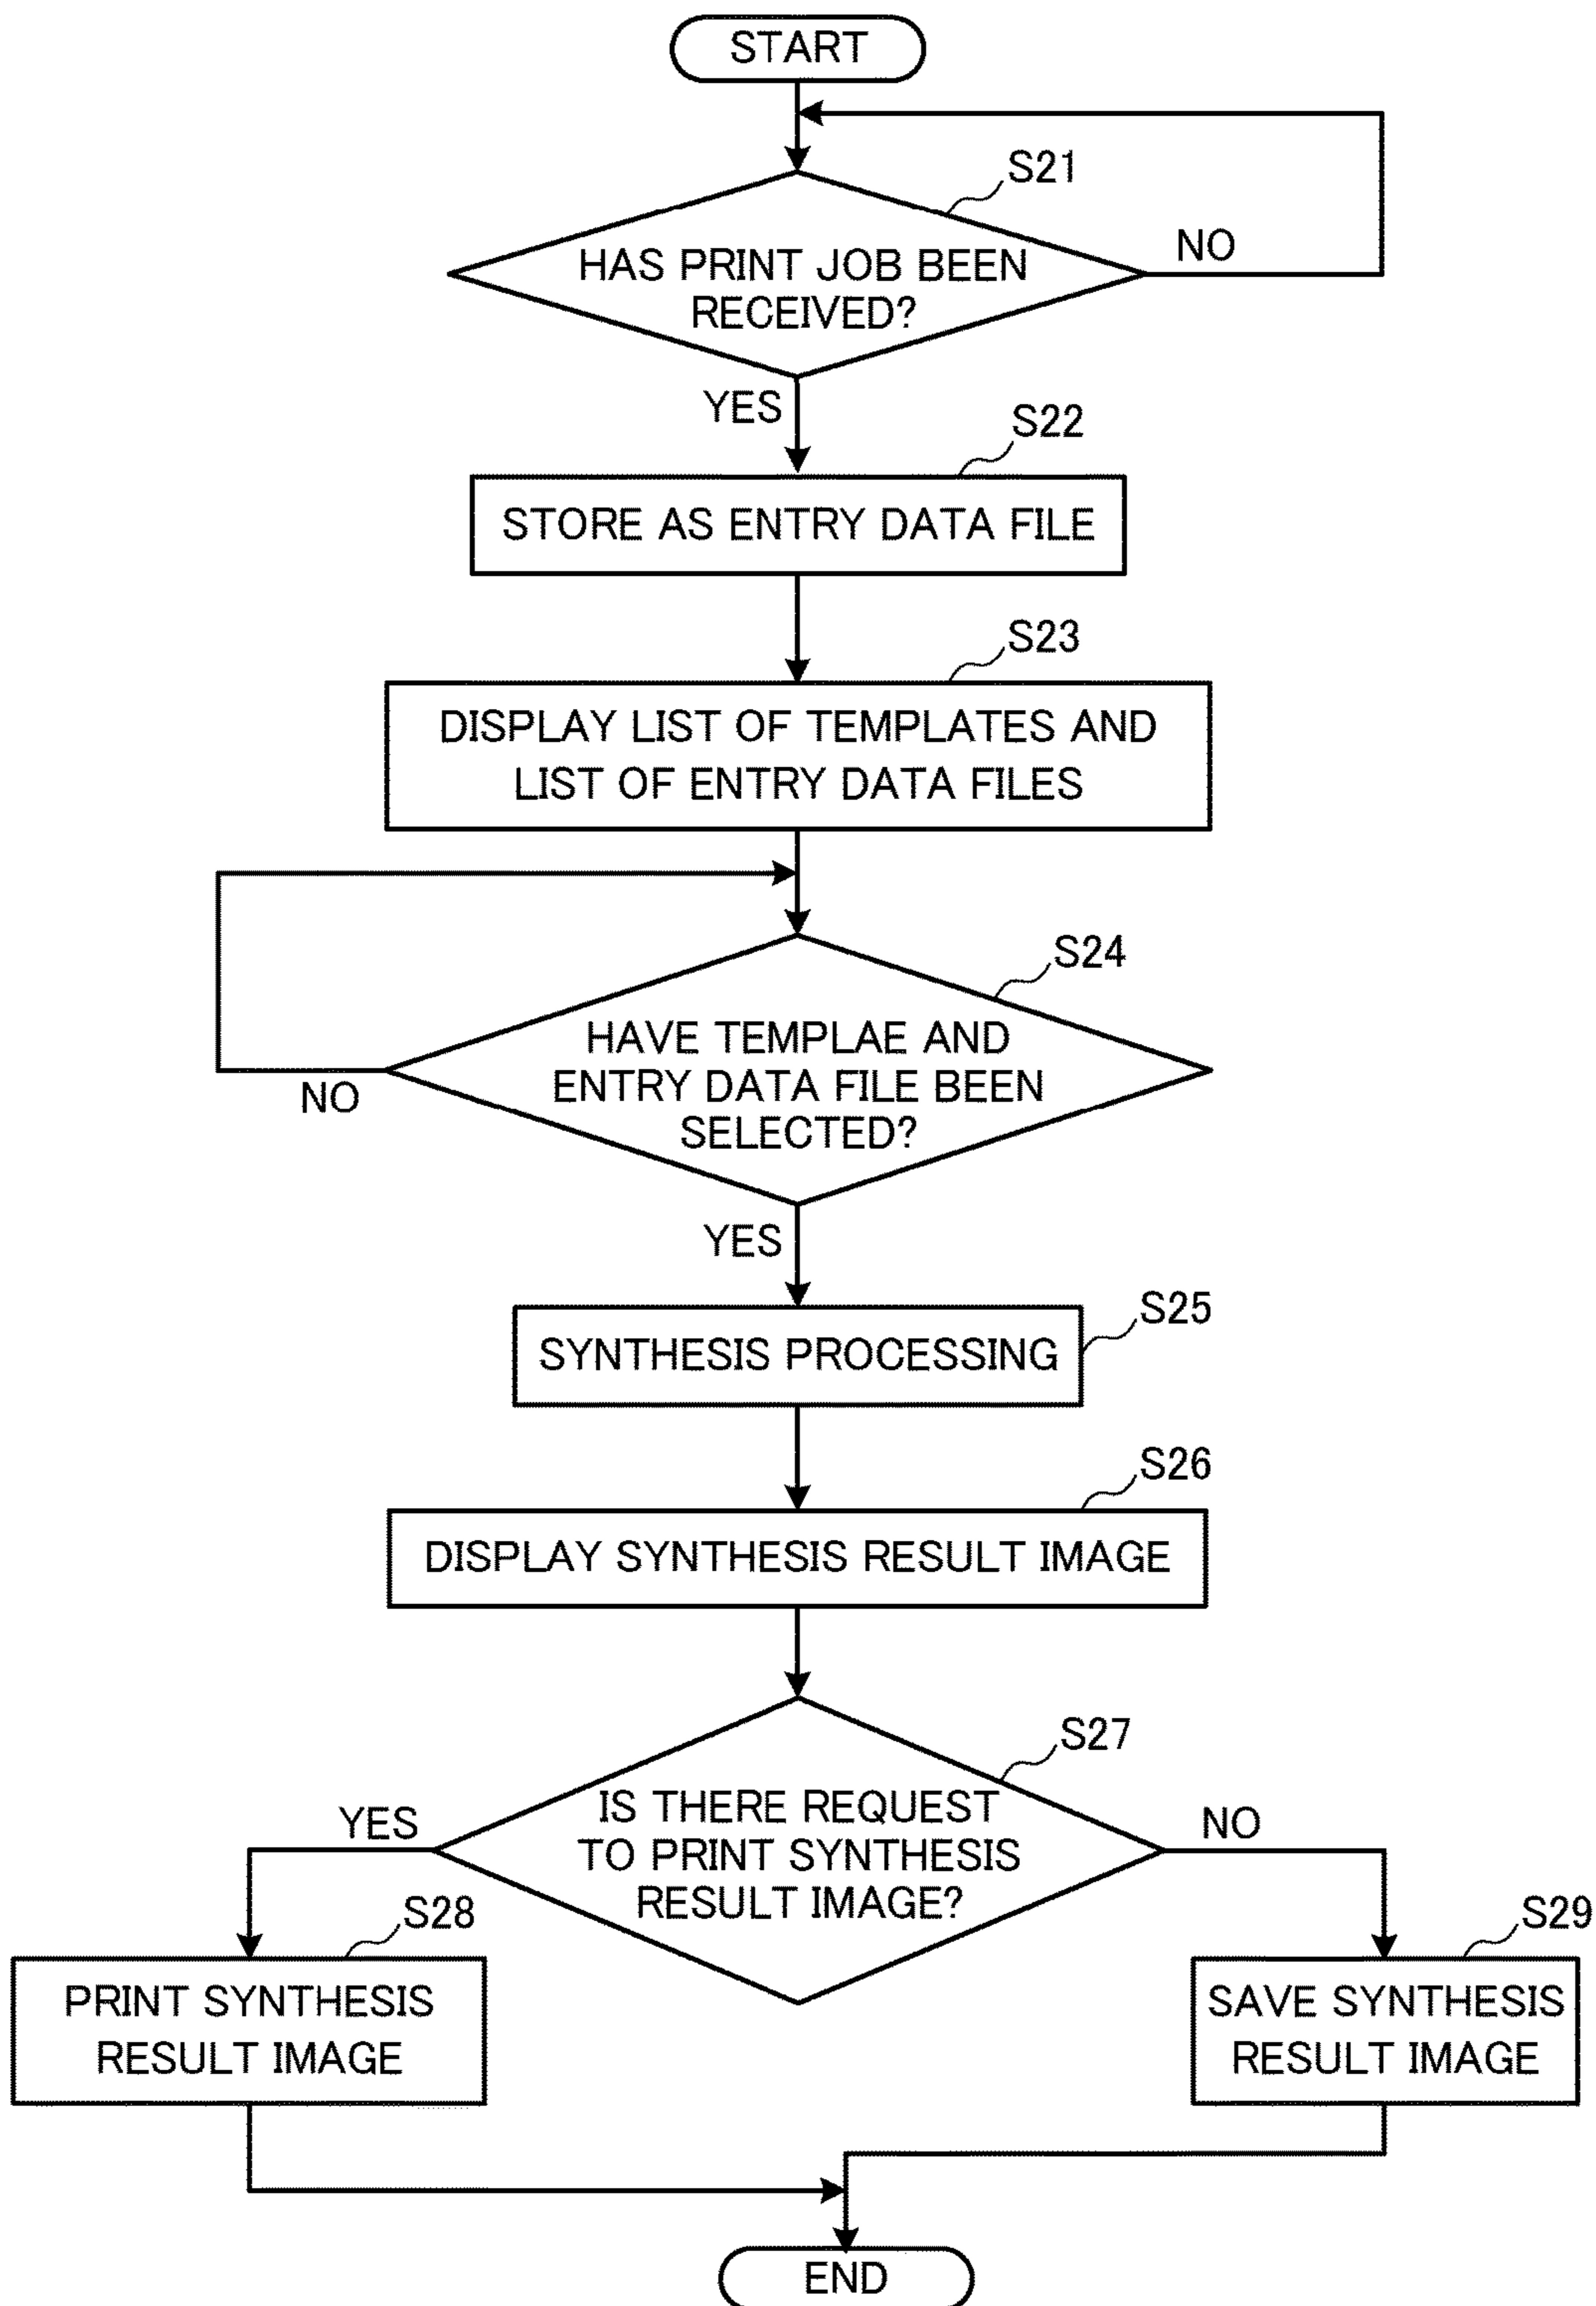 START
S21
HAS PRINT JOB BEEN
RECEIVED?
NO
YES
S22
STORE AS ENTRY DATA FILE
S23
DISPLAY LIST OF TEMPLATES AND
LIST OF ENTRY DATA FILES
S24
HAVE TEMPLAE AND
ENTRY DATA FILE BEEN
SELECTED?
NO
YES
S25
SYNTHESIS PROCESSING
S26
DISPLAY SYNTHESIS RESULT IMAGE
S27
IS THERE REQUEST
TO PRINT SYNTHESIS
RESULT IMAGE?
YES
NO
S28
PRINT SYNTHESIS
RESULT IMAGE
S29
SAVE SYNTHESIS
RESULT IMAGE
END